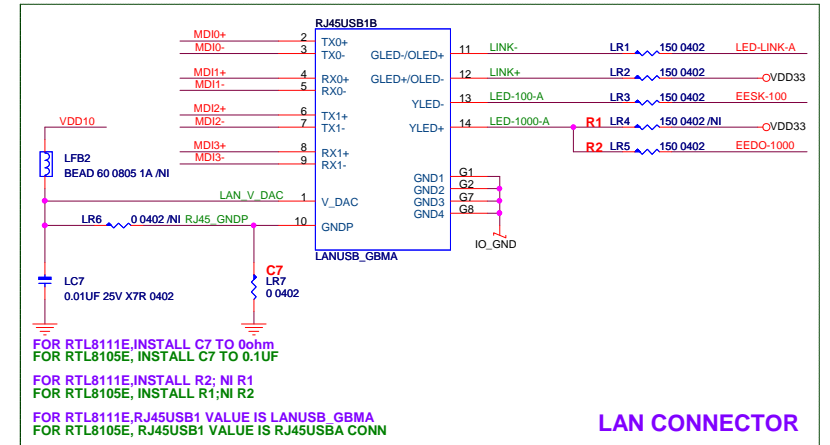 RJ45USB1B
MDI0+ 2 TX0+
MDI0- 3 TX0-
GLED-/OLED+ 11 LINK- LR1 150 0402 LED-LINK-A
MDI1+ 4 RX0+
MDI1- 5 RX0-
GLED+/OLED- 12 LINK+ LR2 150 0402 VDD33
YLED- 13 LED-100-A LR3 150 0402 EESK-100
MDI2+ 6 TX1+
MDI2- 7 TX1-
YLED+ 14 LED-1000-A R1 LR4 150 0402 /NI VDD33
VDD10
MDI3+ 8 RX1+
MDI3- 9 RX1-
R2 LR5 150 0402 EEDO-1000
LFB2
BEAD 60 0805 1A /NI
GND1 G1
GND2 G2
GND3 G7
GND4 G8
LAN_V_DAC 1 V_DAC
LR6 0 0402 /NI RJ45_GNDP 10 GNDP
IO_GND
LANUSB_GBMA
C7
LC7
0.01UF 25V X7R 0402
LR7
0 0402
FOR RTL8111E,INSTALL C7 TO 0ohm
FOR RTL8105E, INSTALL C7 TO 0.1UF
FOR RTL8111E,INSTALL R2; NI R1
FOR RTL8105E, INSTALL R1;NI R2
FOR RTL8111E,RJ45USB1 VALUE IS LANUSB_GBMA
FOR RTL8105E, RJ45USB1 VALUE IS RJ45USBA CONN
LAN CONNECTOR